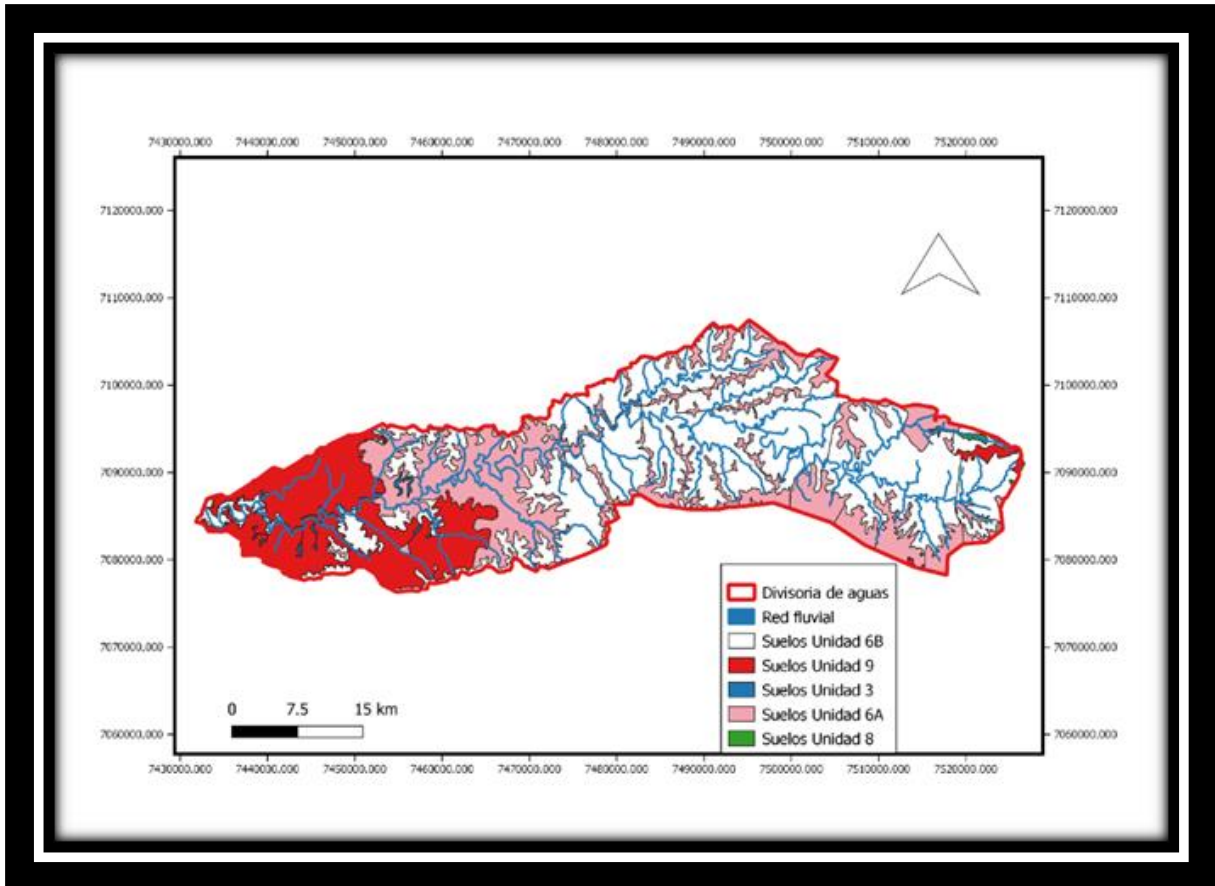 7430000.000 7440000.000 7450000.000 7460000.000 7470000.000 7480000.000 7490000.000 7500000.000 7510000.000 7520000.000
7120000.000 7120000.000
7110000.000 7110000.000
7100000.000 7100000.000
7090000.000 7090000.000
7080000.000 7080000.000
7070000.000 7070000.000
7060000.000 7060000.000
Divisoria de aguas
Red fluvial
Suelos Unidad 6B
Suelos Unidad 9
Suelos Unidad 3
Suelos Unidad 6A
Suelos Unidad 8
0 7.5 15 km
7430000.000 7440000.000 7450000.000 7460000.000 7470000.000 7480000.000 7490000.000 7500000.000 7510000.000 7520000.000